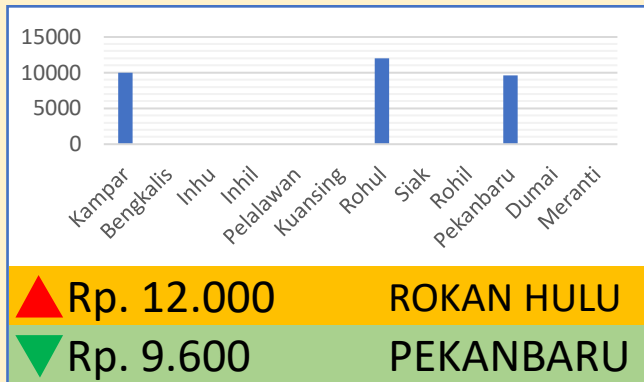 15000
10000
5000
0
Kampar
Bengkalis
Inhu
Inhil
Pelalawan
Kuansing
Rohul
Siak
Rohil
Pekanbaru
Dumai
Meranti
Rp. 12.000 ROKAN HULU
Rp. 9.600 PEKANBARU